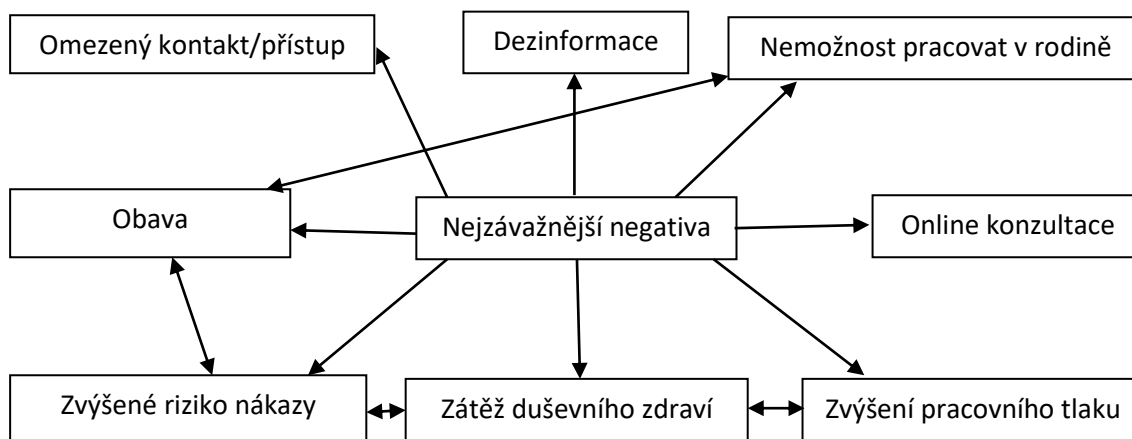 Omezený kontakt/přístup
Dezinformace
Nemožnost pracovat v rodině
Obava
Nejzávažnější negativa
Online konzultace
Zvýšené riziko nákazy
Zátěž duševního zdraví
Zvýšení pracovního tlaku